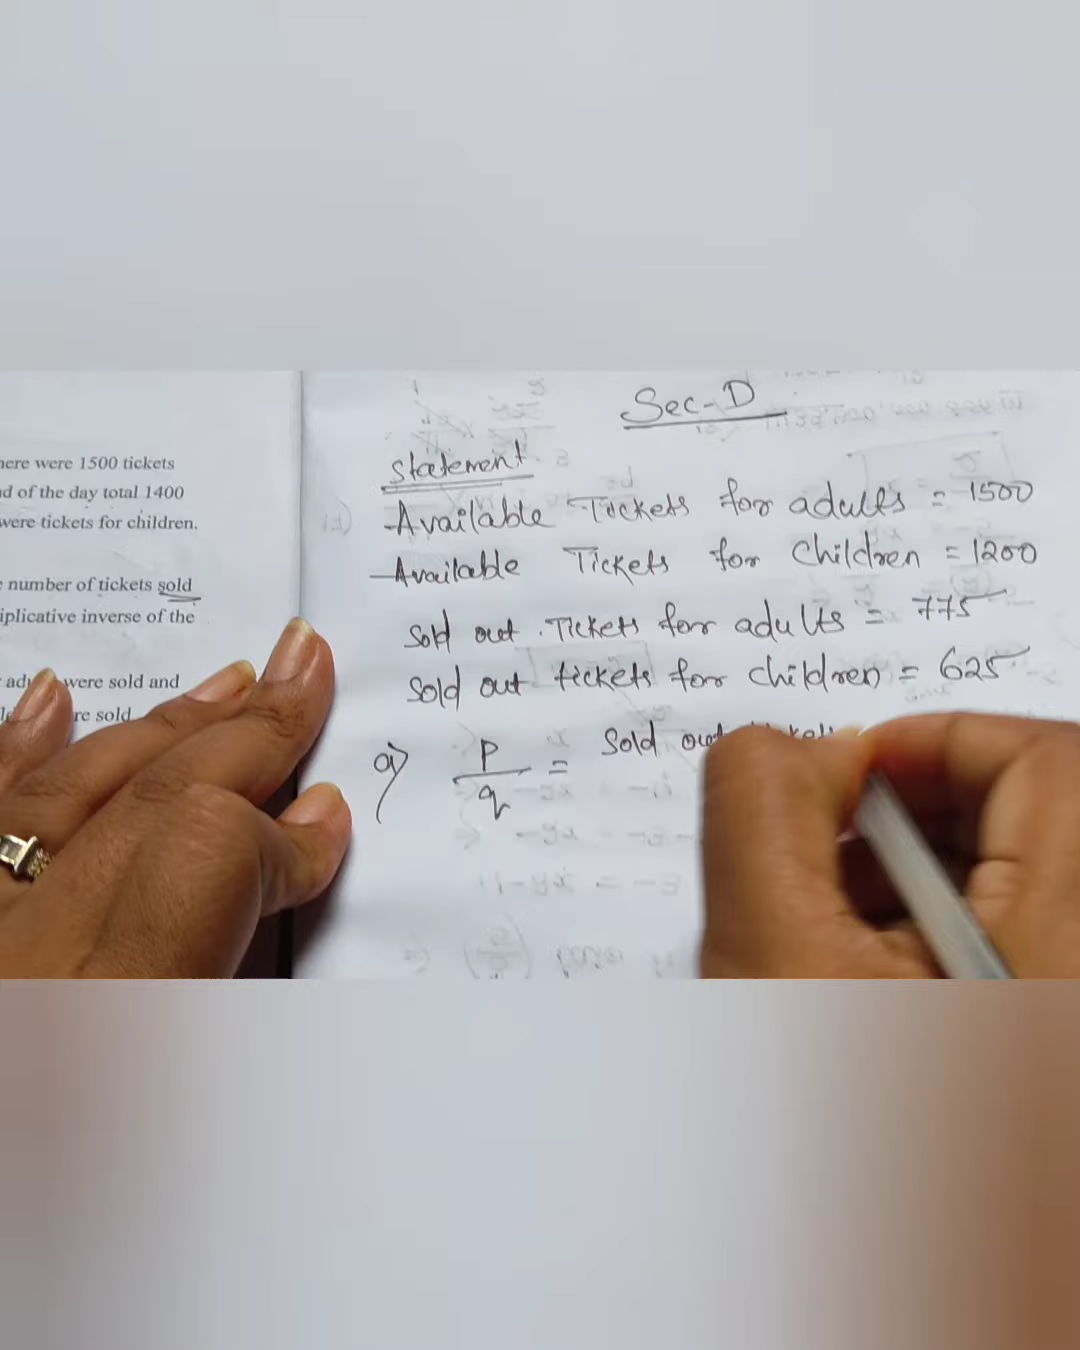 here were 1500 tickets
nd of the day total 1400
were tickets for children.
number of tickets sold
iplicative inverse of the
were sold and
re sold
Sec-D
Statement
Available Tickets for adults = 1500
Available Tickets for children = 1200
Sold out Tickets for adults = 775
Sold out tickets for children = 625
a) p/q = Sold out